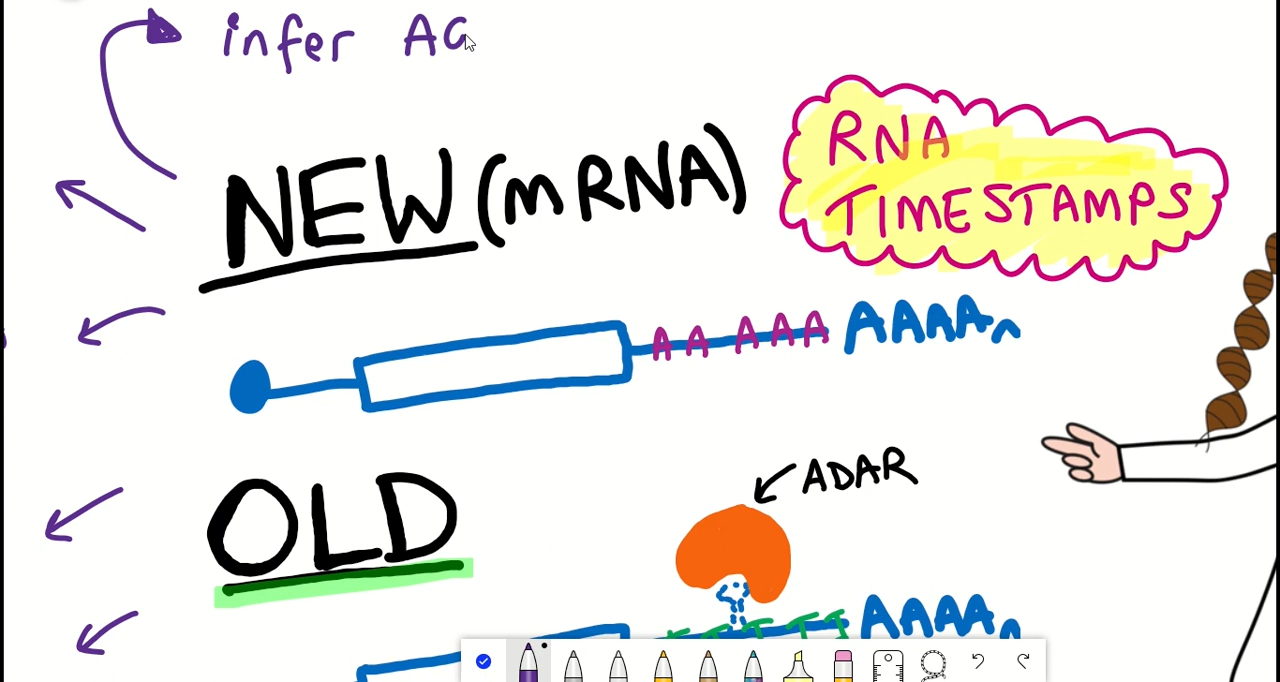 infer AG
NEW (mRNA)
RNA
TIMESTAMPS
AA AAA AAAAn
ADAR
OLD
AAAAn